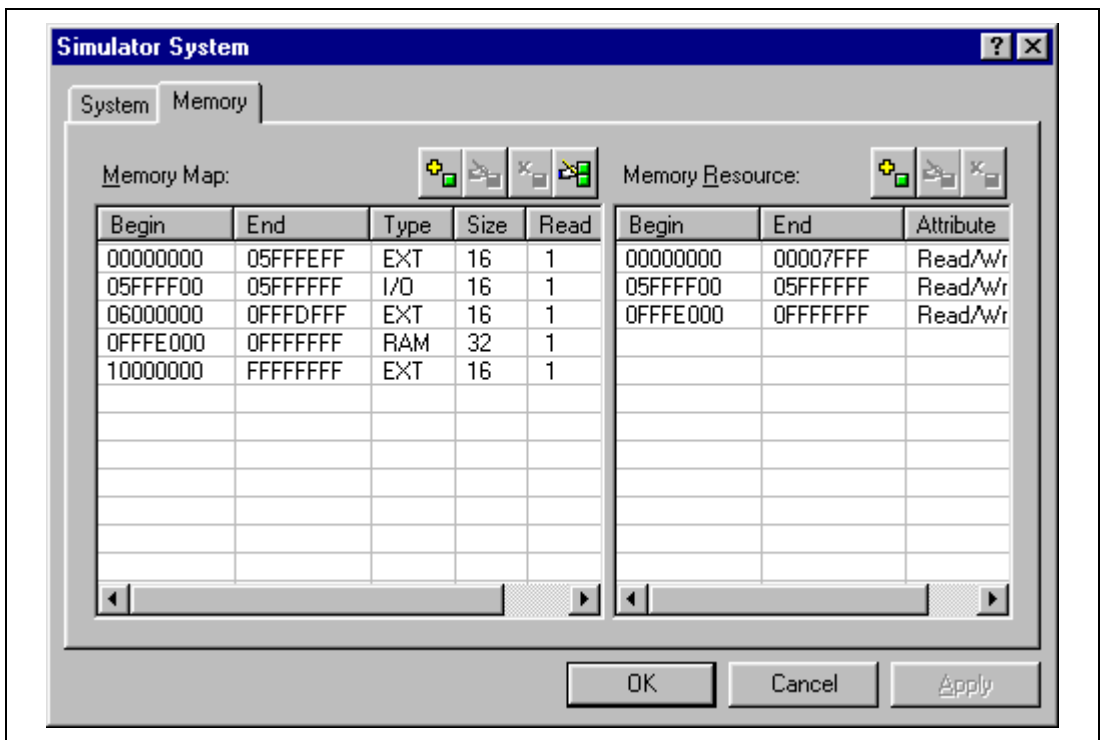 Simulator System
System Memory
Memory Map:
Begin End Type Size Read
00000000 05FFFEFF EXT 16 1
05FFFF00 05FFFFFF I/O 16 1
06000000 0FFFDFFF EXT 16 1
0FFFE000 0FFFFFFF RAM 32 1
10000000 FFFFFFFF EXT 16 1
Memory Resource:
Begin End Attribute
00000000 00007FFF Read/Wr
05FFFF00 05FFFFFF Read/Wr
0FFFE000 0FFFFFFF Read/Wr
OK Cancel Apply